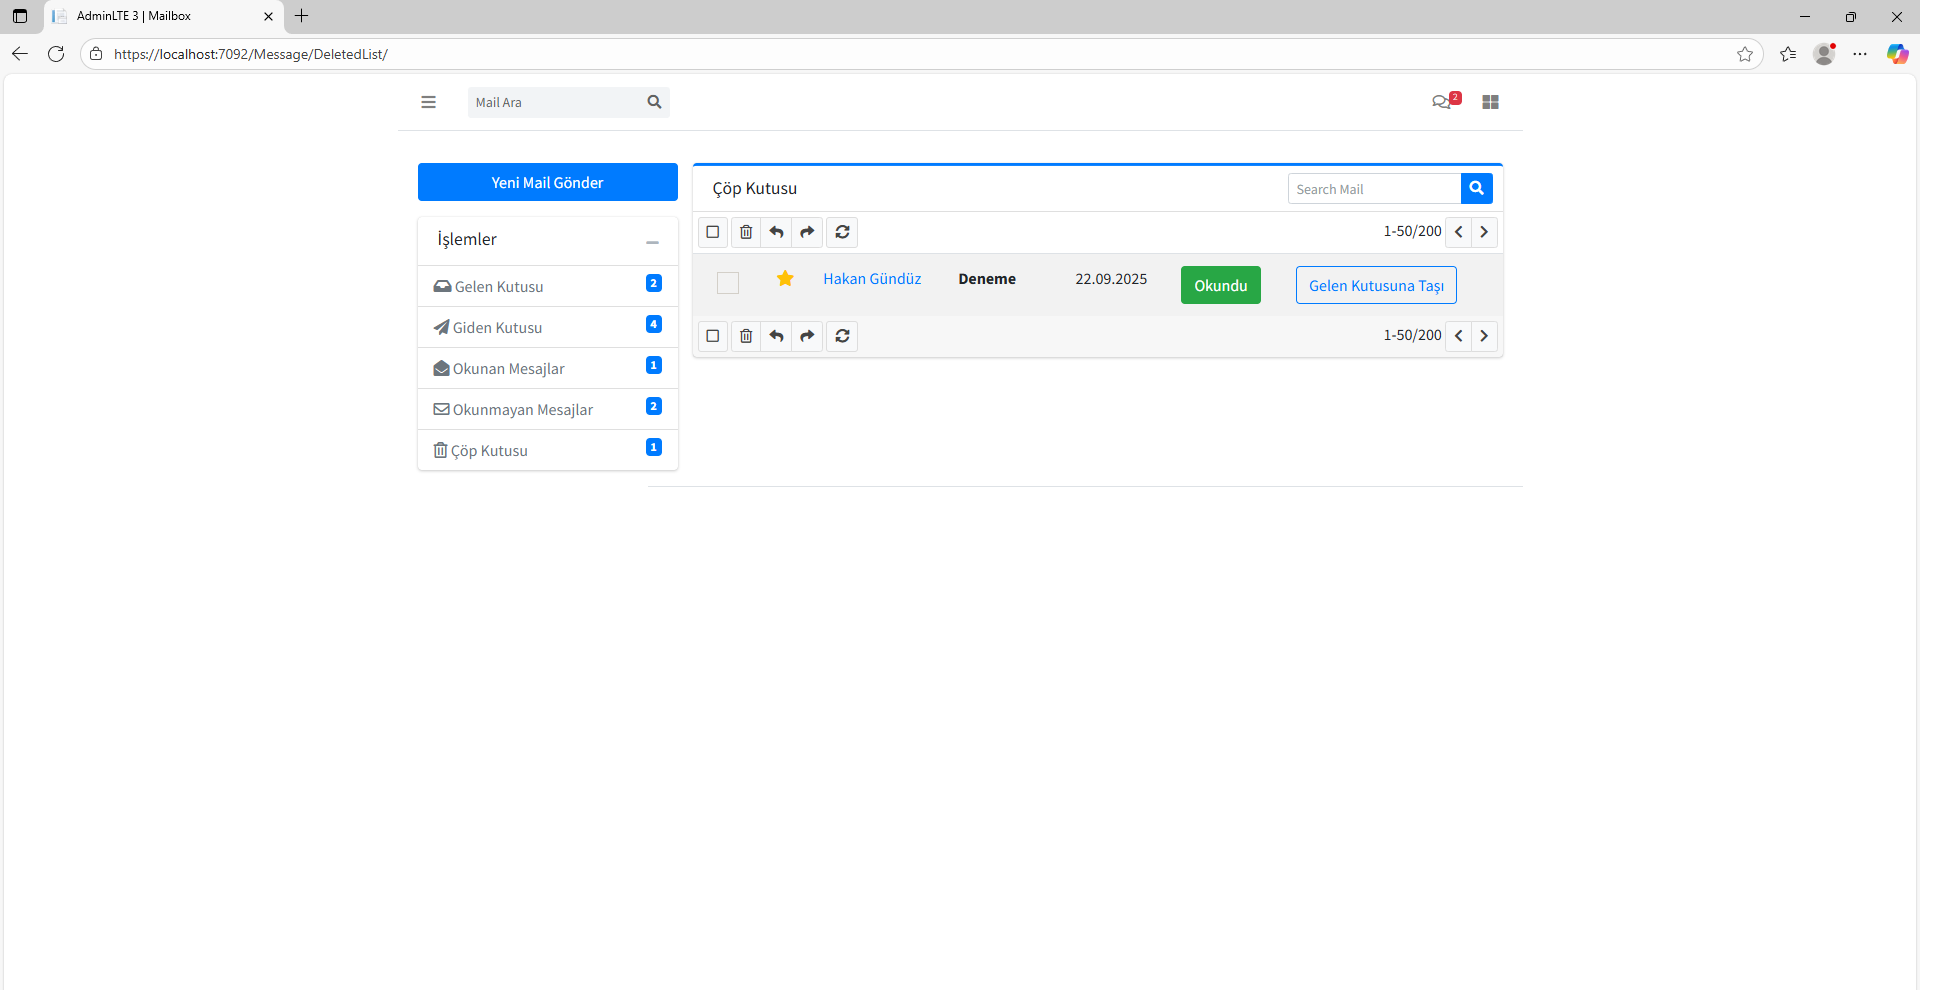 AdminLTE 3 | Mailbox
https://localhost:7092/Message/DeletedList/
Mail Ara
2
Yeni Mail Gönder
İşlemler
Gelen Kutusu 2
Giden Kutusu 4
Okunan Mesajlar 1
Okunmayan Mesajlar 2
Çöp Kutusu 1
Çöp Kutusu
Search Mail
1-50/200
Hakan Gündüz Deneme 22.09.2025 Okundu Gelen Kutusuna Taşı
1-50/200